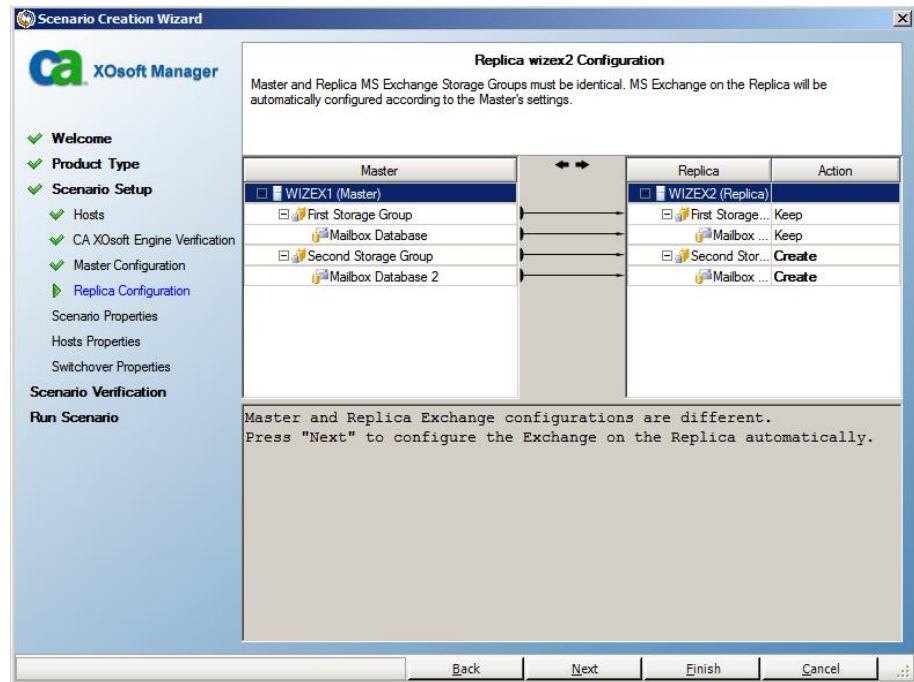 Scenario Creation Wizard
ca XOsoft Manager
Welcome
Product Type
Scenario Setup
Hosts
CA XOsoft Engine Verification
Master Configuration
Replica Configuration
Scenario Properties
Hosts Properties
Switchover Properties
Scenario Verification
Run Scenario
Replica wizex2 Configuration
Master and Replica MS Exchange Storage Groups must be identical. MS Exchange on the Replica will be
automatically configured according to the Master's settings.
Master Replica Action
WIZEX1 (Master) WIZEX2 (Replica)
First Storage Group First Storage... Keep
Mailbox Database Mailbox ... Keep
Second Storage Group Second Stor... Create
Mailbox Database 2 Mailbox ... Create
Master and Replica Exchange configurations are different.
Press "Next" to configure the Exchange on the Replica automatically.
Back Next Finish Cancel